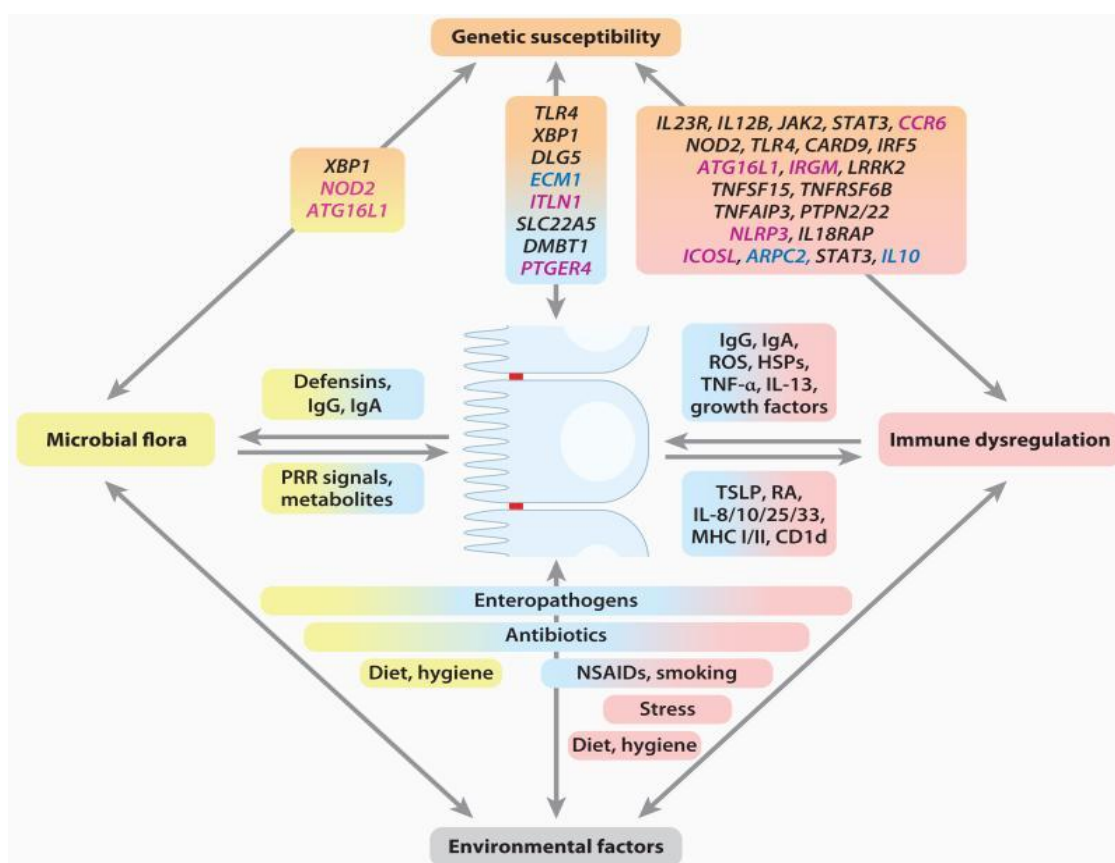 Genetic susceptibility
XBP1
NOD2
ATG16L1
TLR4
XBP1
DLG5
ECM1
ITLN1
SLC22A5
DMBT1
PTGER4
IL23R, IL12B, JAK2, STAT3, CCR6
NOD2, TLR4, CARD9, IRF5
ATG16L1, IRGM, LRRK2
TNFSF15, TNFRSF6B
TNFAIP3, PTPN2/22
NLRP3, IL18RAP
ICOSL, ARPC2, STAT3, IL10
Microbial flora
Defensins,
IgG, IgA
PRR signals,
metabolites
IgG, IgA,
ROS, HSPs,
TNF-α, IL-13,
growth factors
TSLP, RA,
IL-8/10/25/33,
MHC I/II, CD1d
Immune dysregulation
Enteropathogens
Antibiotics
Diet, hygiene
NSAIDs, smoking
Stress
Diet, hygiene
Environmental factors